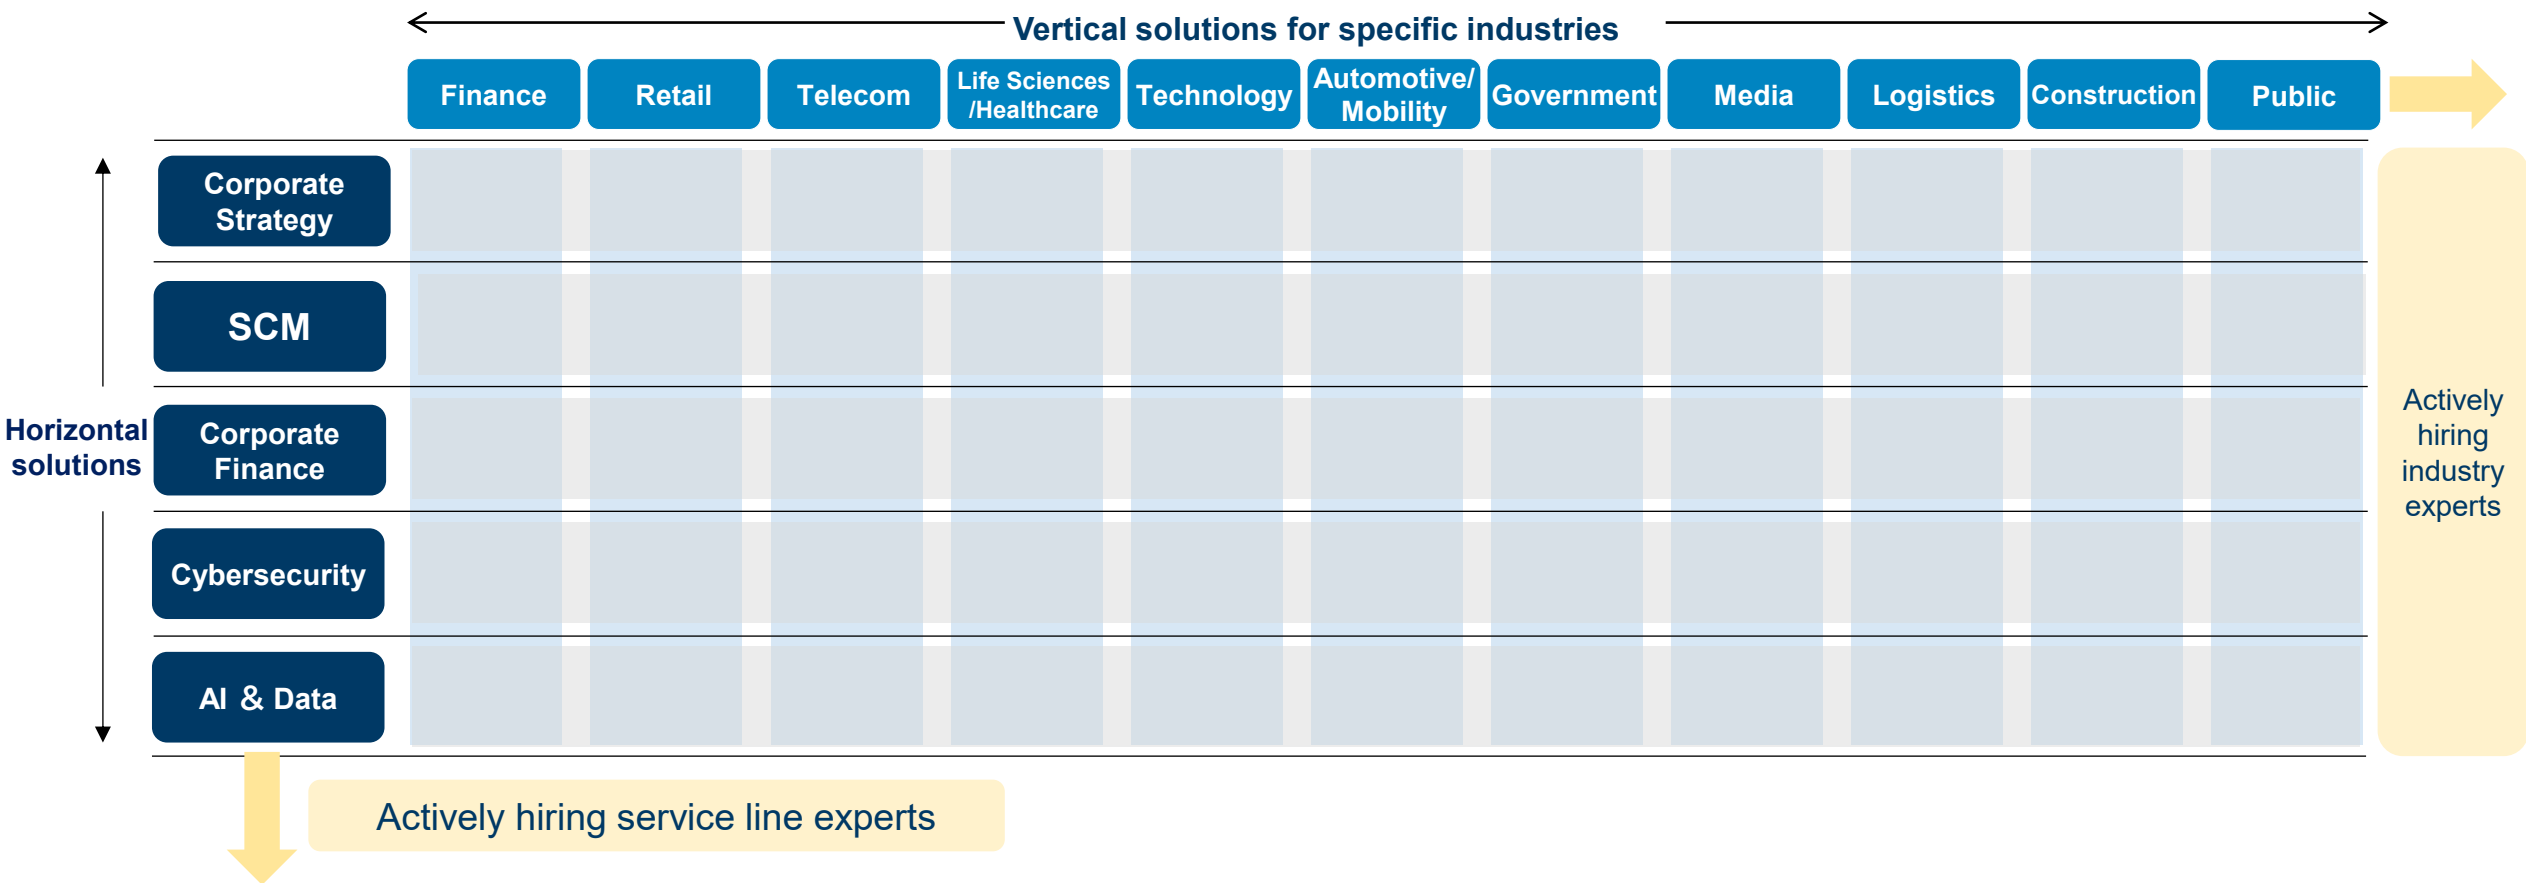 Vertical solutions for specific industries
Finance
Retail
Telecom
Life Sciences
/Healthcare
Technology
Automotive/
Mobility
Government
Media
Logistics
Construction
Public
Horizontal
solutions
Corporate
Strategy
SCM
Corporate
Finance
Cybersecurity
AI & Data
Actively
hiring
industry
experts
Actively hiring service line experts